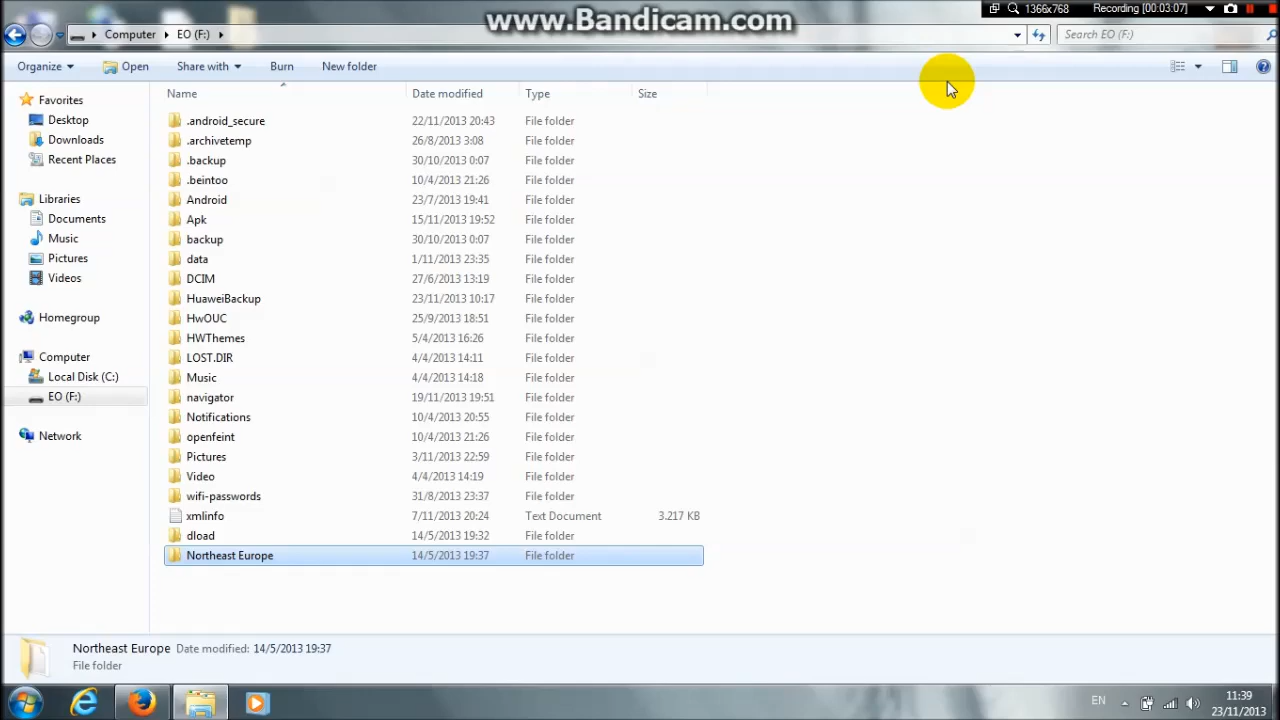 www.Bandicam.com
1366x768 Recording [00:03:07]
Computer EO (F:) Search EO (F:)
Organize Open Share with Burn New folder
Name Date modified Type Size
Favorites
Desktop
Downloads
Recent Places
Libraries
Documents
Music
Pictures
Videos
Homegroup
Computer
Local Disk (C:)
EO (F:)
Network
.android_secure 22/11/2013 20:43 File folder
.archivetemp 26/8/2013 3:08 File folder
.backup 30/10/2013 0:07 File folder
.beintoo 10/4/2013 21:26 File folder
Android 23/7/2013 19:41 File folder
Apk 15/11/2013 19:52 File folder
backup 30/10/2013 0:07 File folder
data 1/11/2013 23:35 File folder
DCIM 27/6/2013 13:19 File folder
HuaweiBackup 23/11/2013 10:17 File folder
HwOUC 25/9/2013 18:51 File folder
HWThemes 5/4/2013 16:26 File folder
LOST.DIR 4/4/2013 14:11 File folder
Music 4/4/2013 14:18 File folder
navigator 19/11/2013 19:51 File folder
Notifications 10/4/2013 20:55 File folder
openfeint 10/4/2013 21:26 File folder
Pictures 3/11/2013 22:59 File folder
Video 4/4/2013 14:19 File folder
wifi-passwords 31/8/2013 23:37 File folder
xmlinfo 7/11/2013 20:24 Text Document 3.217 KB
dload 14/5/2013 19:32 File folder
Northeast Europe 14/5/2013 19:37 File folder
Northeast Europe Date modified: 14/5/2013 19:37
File folder
EN 11:39
23/11/2013